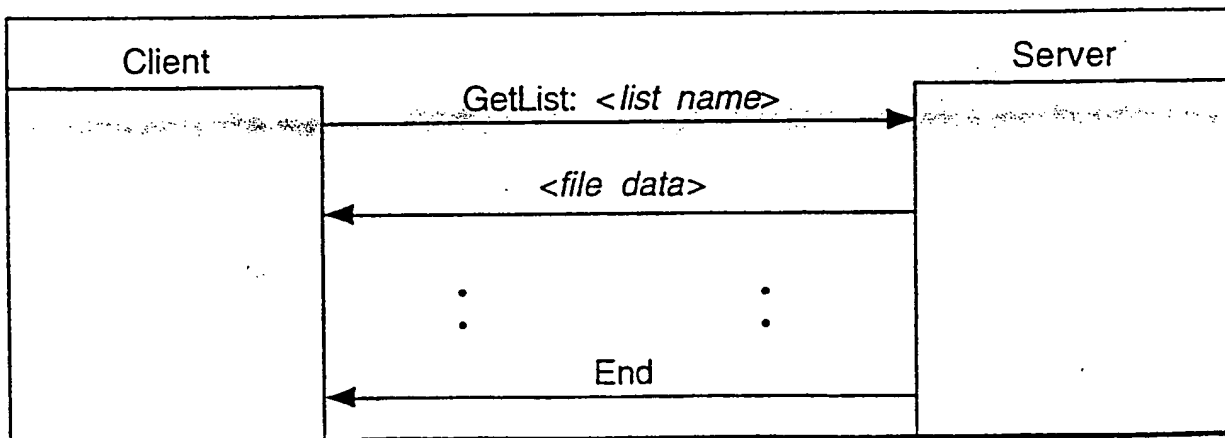 Client
Server
GetList: <list name>
<file data>
End